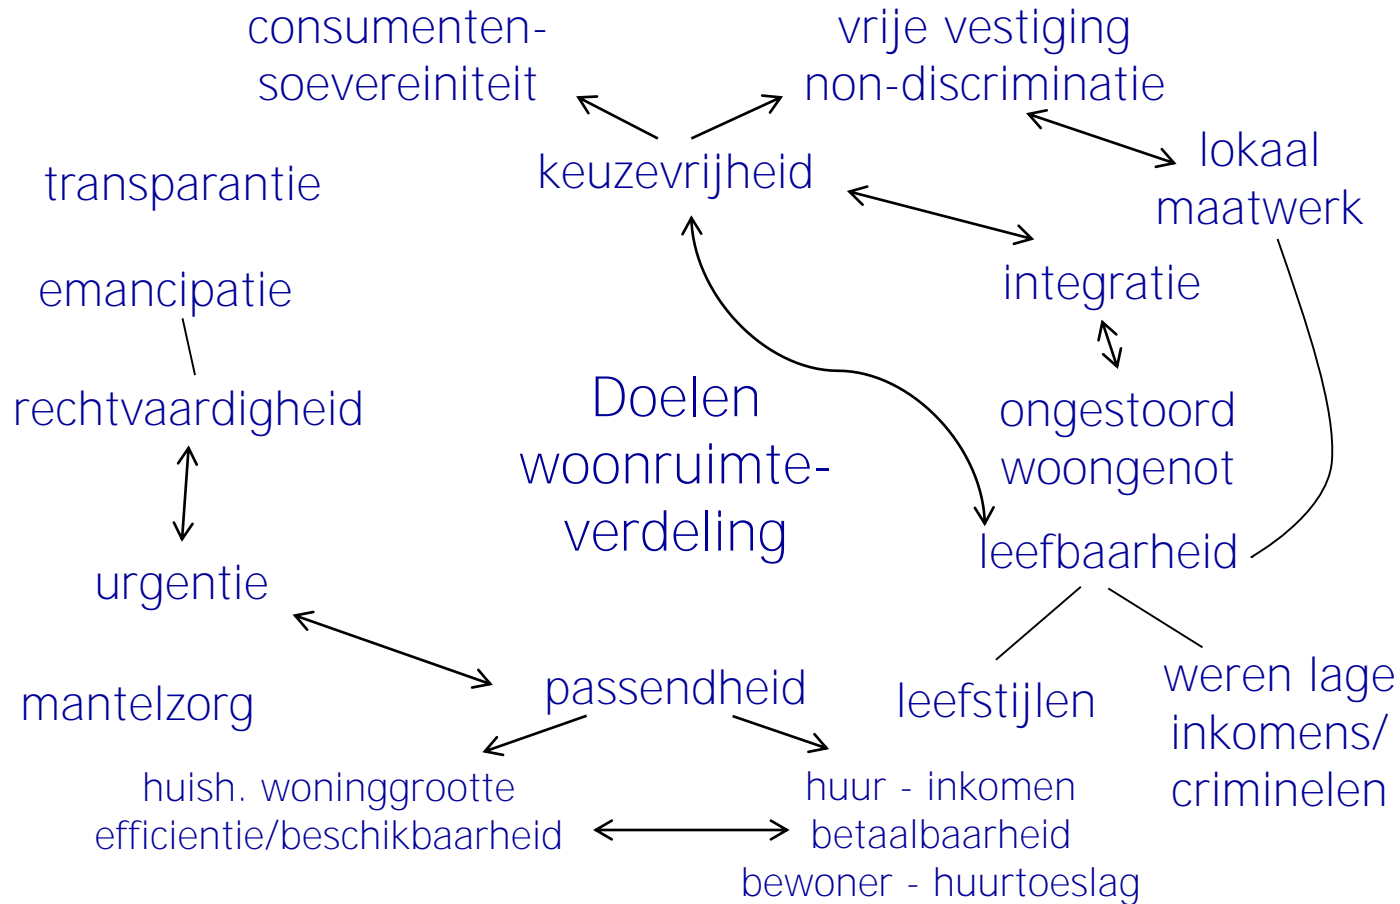 consumenten-
soevereiniteit
vrije vestiging
non-discriminatie
lokaal
maatwerk
keuzevrijheid
transparantie
integratie
emancipatie
rechtvaardigheid
Doelen
woonruimte-
verdeling
ongestoord
woongenot
leefbaarheid
urgentie
mantelzorg
passendheid
leefstijlen
weren lage
inkomens/
criminelen
huish. woninggrootte
efficientie/beschikbaarheid
huur - inkomen
betaalbaarheid
bewoner - huurtoeslag